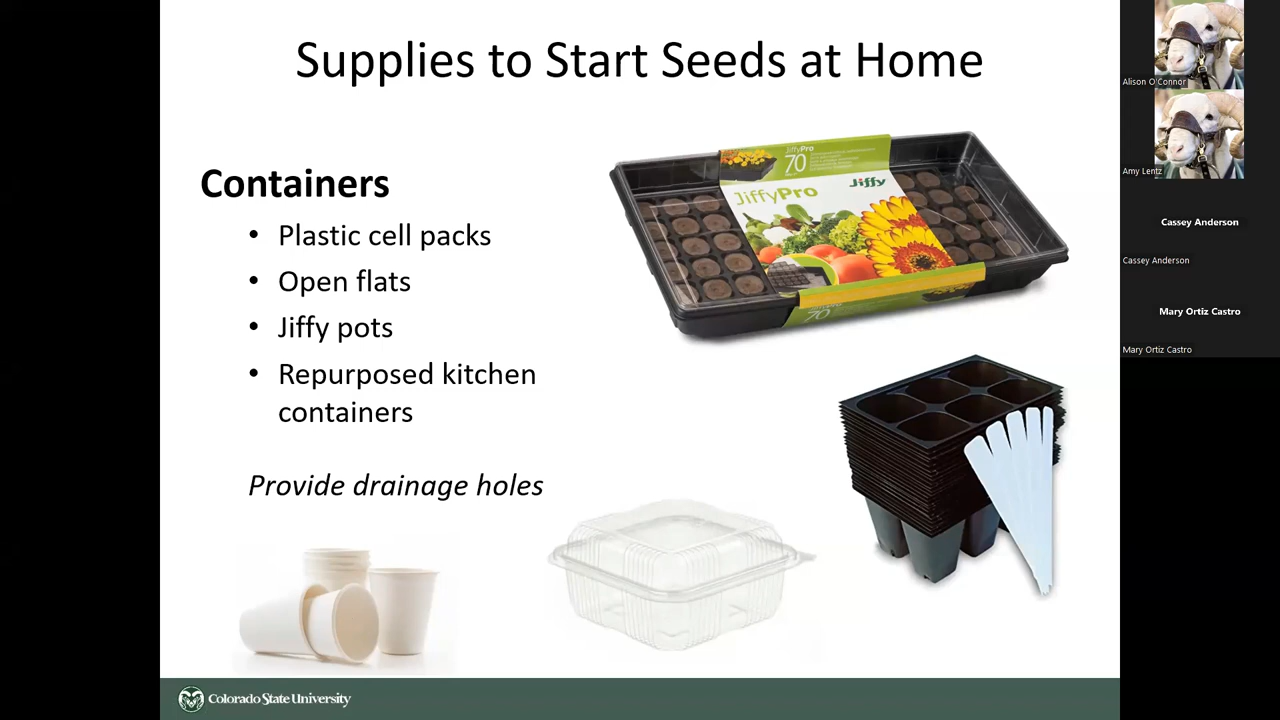 Supplies to Start Seeds at Home
Containers
• Plastic cell packs
• Open flats
• Jiffy pots
• Repurposed kitchen
containers
Provide drainage holes
JiffyPro
70
JiffyPro
Jiffy
70
Colorado State University
Alison O'Connor
Amy Lentz
Cassey Anderson
Cassey Anderson
Mary Ortiz Castro
Mary Ortiz Castro